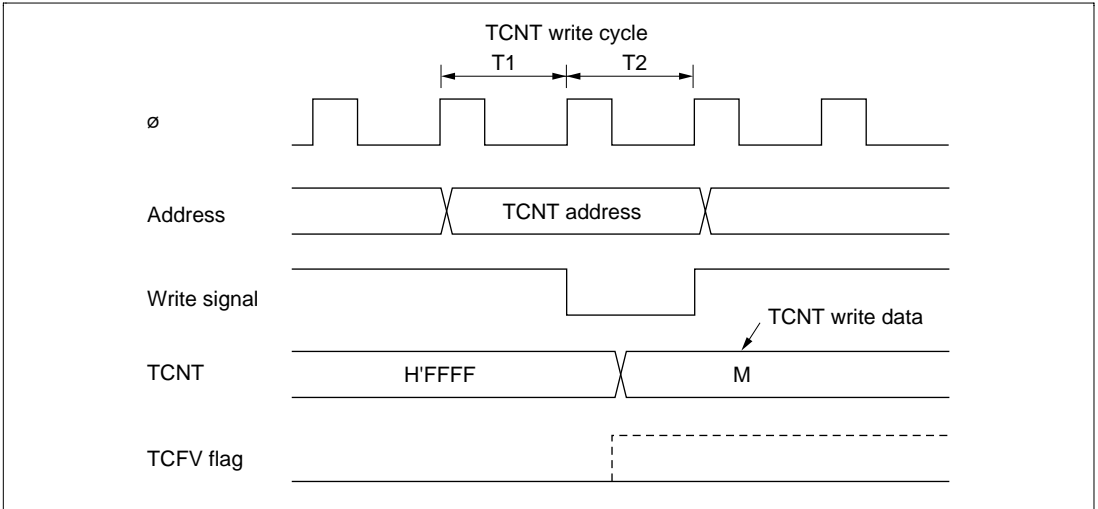 TCNT write cycle
T1 T2
ø
Address TCNT address
Write signal
TCNT write data
TCNT H'FFFF M
TCFV flag